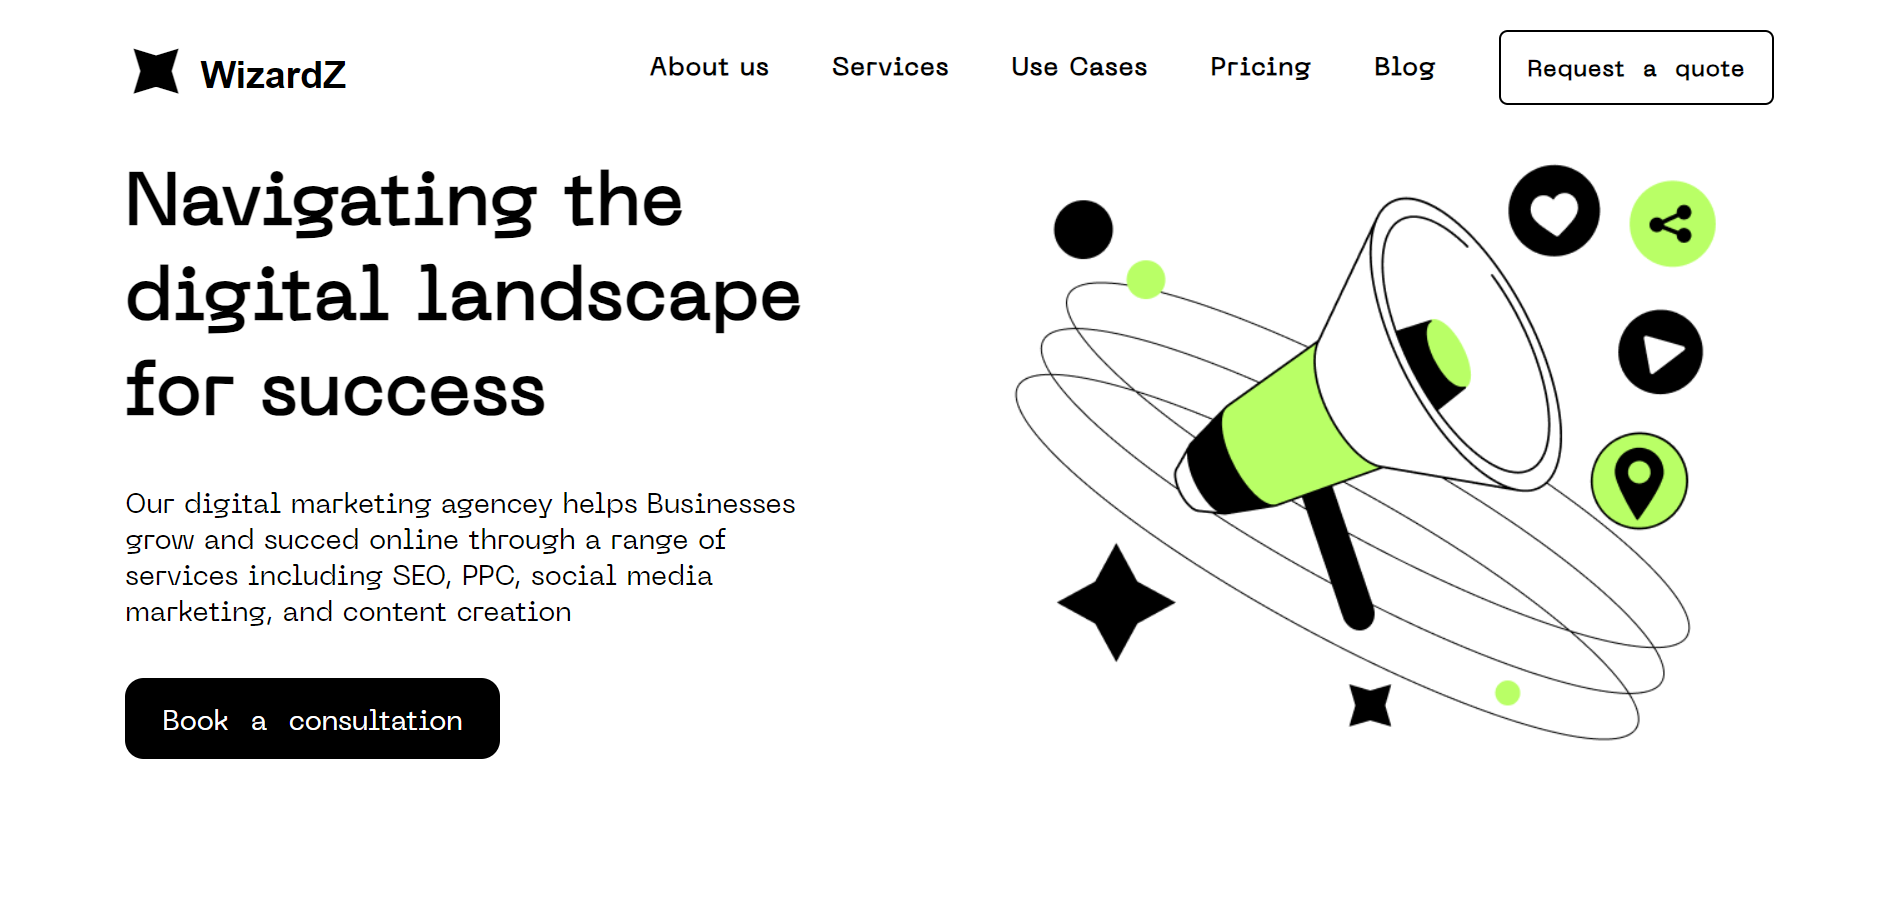 WizardZ
About us Services Use Cases Pricing Blog Request a quote
Navigating the
digital landscape
for success
Our digital marketing agencey helps Businesses
grow and succed online through a range of
services including SEO, PPC, social media
marketing, and content creation
Book a consultation